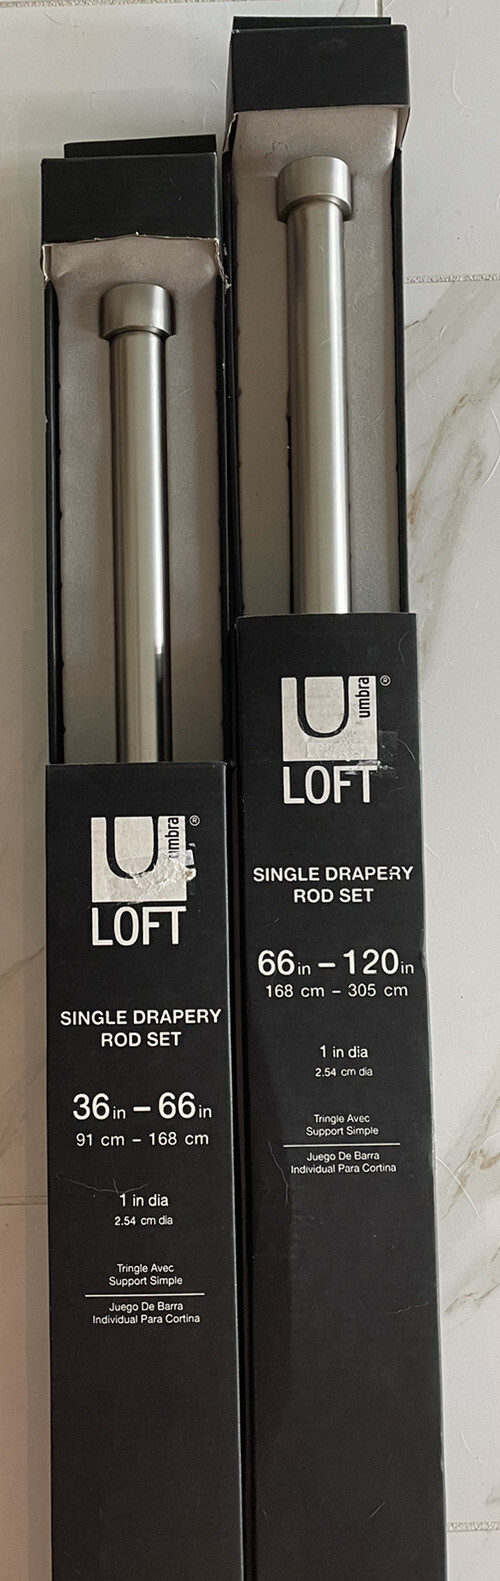 U umbra®
LOFT
SINGLE DRAPERY
ROD SET
36in – 66in
91 cm – 168 cm
1 in dia
2.54 cm dia
Tringle Avec
Support Simple
Juego De Barra
Individual Para Cortina
U umbra®
LOFT
SINGLE DRAPERY
ROD SET
66in – 120in
168 cm – 305 cm
1 in dia
2.54 cm dia
Tringle Avec
Support Simple
Juego De Barra
Individual Para Cortina